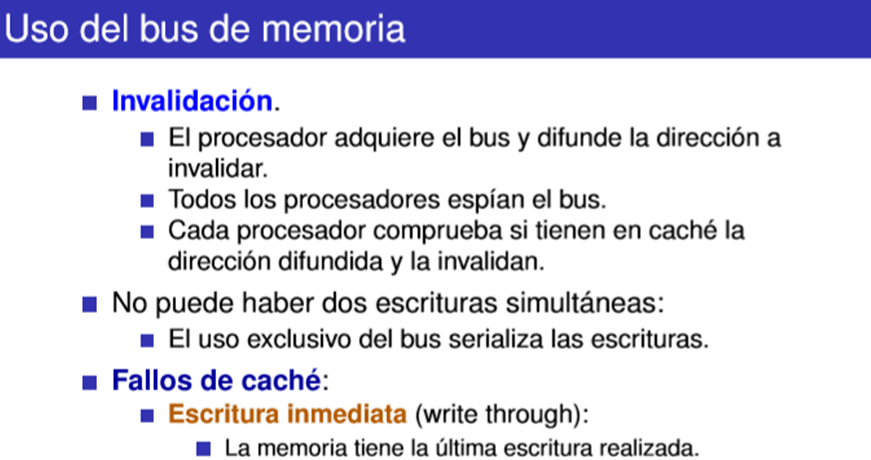 Uso del bus de memoria
Invalidación.
El procesador adquiere el bus y difunde la dirección a
invalidar.
Todos los procesadores espían el bus.
Cada procesador comprueba si tienen en caché la
dirección difundida y la invalidan.
No puede haber dos escrituras simultáneas:
El uso exclusivo del bus serializa las escrituras.
Fallos de caché:
Escritura inmediata (write through):
La memoria tiene la última escritura realizada.